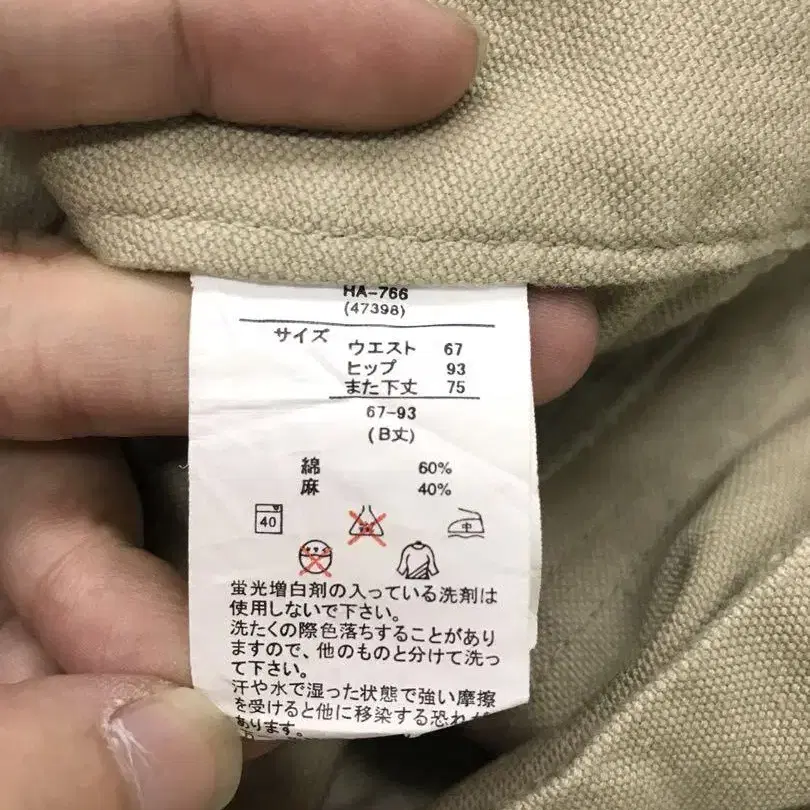 HA-766
(47398)
サイズ
ウエスト 67
ヒップ 93
また下丈 75
67-93
(B丈)
綿 60%
麻 40%
40 中
蛍光増白剤の入っている洗剤は
使用しないで下さい。
洗たくの際色落ちすることがあり
ますので、他のものと分けて洗っ
て下さい。
汗や水で湿った状態で強い摩擦
を受けると他に移染する恐れが
あります。